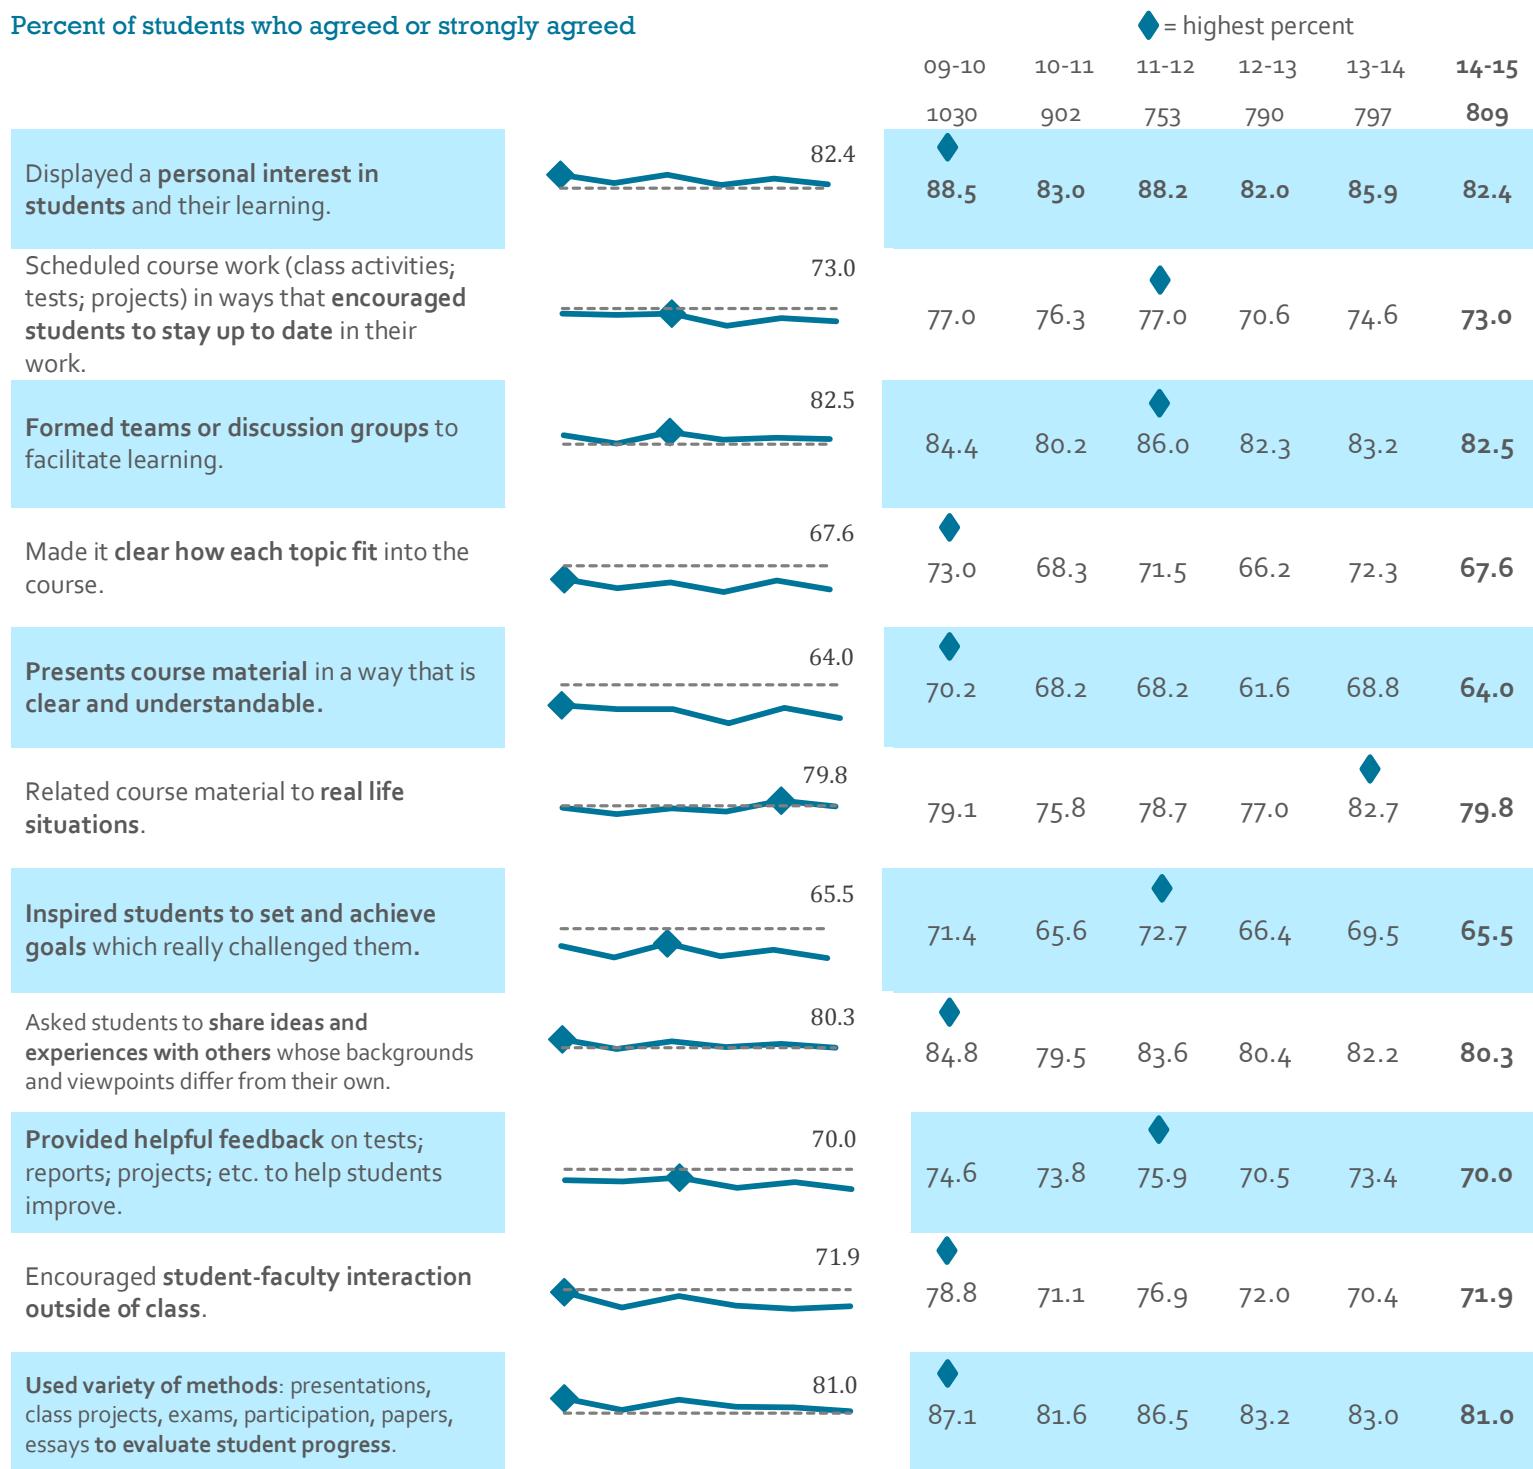 Percent of students who agreed or strongly agreed
= highest percent
09-10 10-11 11-12 12-13 13-14 14-15
1030 902 753 790 797 809
Displayed a personal interest in
students and their learning.
82.4
88.5 83.0 88.2 82.0 85.9 82.4
Scheduled course work (class activities;
tests; projects) in ways that encouraged
students to stay up to date in their
work.
73.0
77.0 76.3 77.0 70.6 74.6 73.0
Formed teams or discussion groups to
facilitate learning.
82.5
84.4 80.2 86.0 82.3 83.2 82.5
Made it clear how each topic fit into the
course.
67.6
73.0 68.3 71.5 66.2 72.3 67.6
Presents course material in a way that is
clear and understandable.
64.0
70.2 68.2 68.2 61.6 68.8 64.0
Related course material to real life
situations.
79.8
79.1 75.8 78.7 77.0 82.7 79.8
Inspired students to set and achieve
goals which really challenged them.
65.5
71.4 65.6 72.7 66.4 69.5 65.5
Asked students to share ideas and
experiences with others whose backgrounds
and viewpoints differ from their own.
80.3
84.8 79.5 83.6 80.4 82.2 80.3
Provided helpful feedback on tests;
reports; projects; etc. to help students
improve.
70.0
74.6 73.8 75.9 70.5 73.4 70.0
Encouraged student-faculty interaction
outside of class.
71.9
78.8 71.1 76.9 72.0 70.4 71.9
Used variety of methods: presentations,
class projects, exams, participation, papers,
essays to evaluate student progress.
81.0
87.1 81.6 86.5 83.2 83.0 81.0